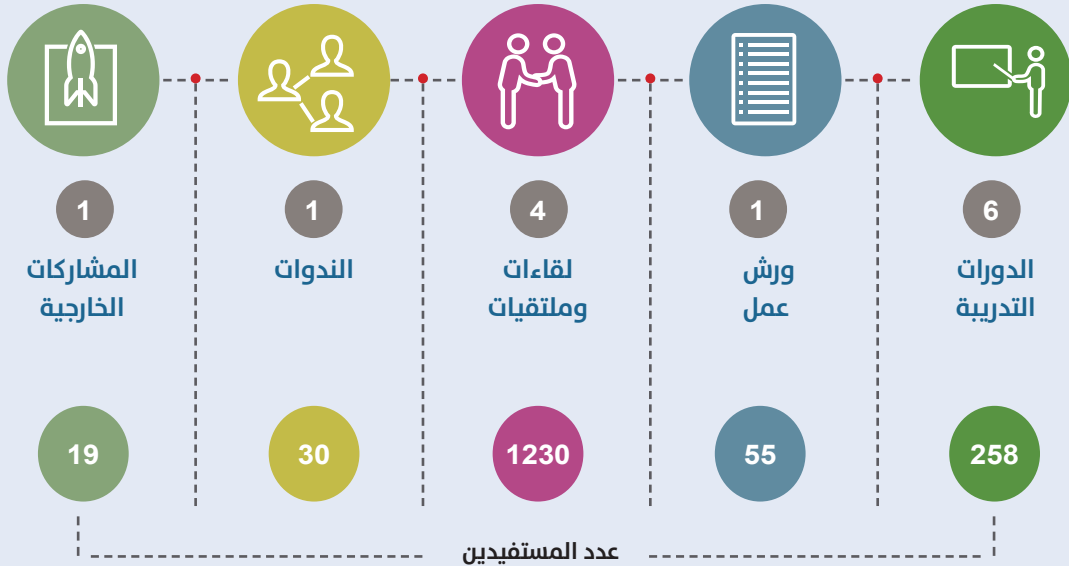 6
الدورات
التدريبة
1
ورش
عمل
4
لقاءات
وملتقيات
1
الندوات
1
المشاركات
الخارجية
258
55
1230
30
19
عدد المستفيدين